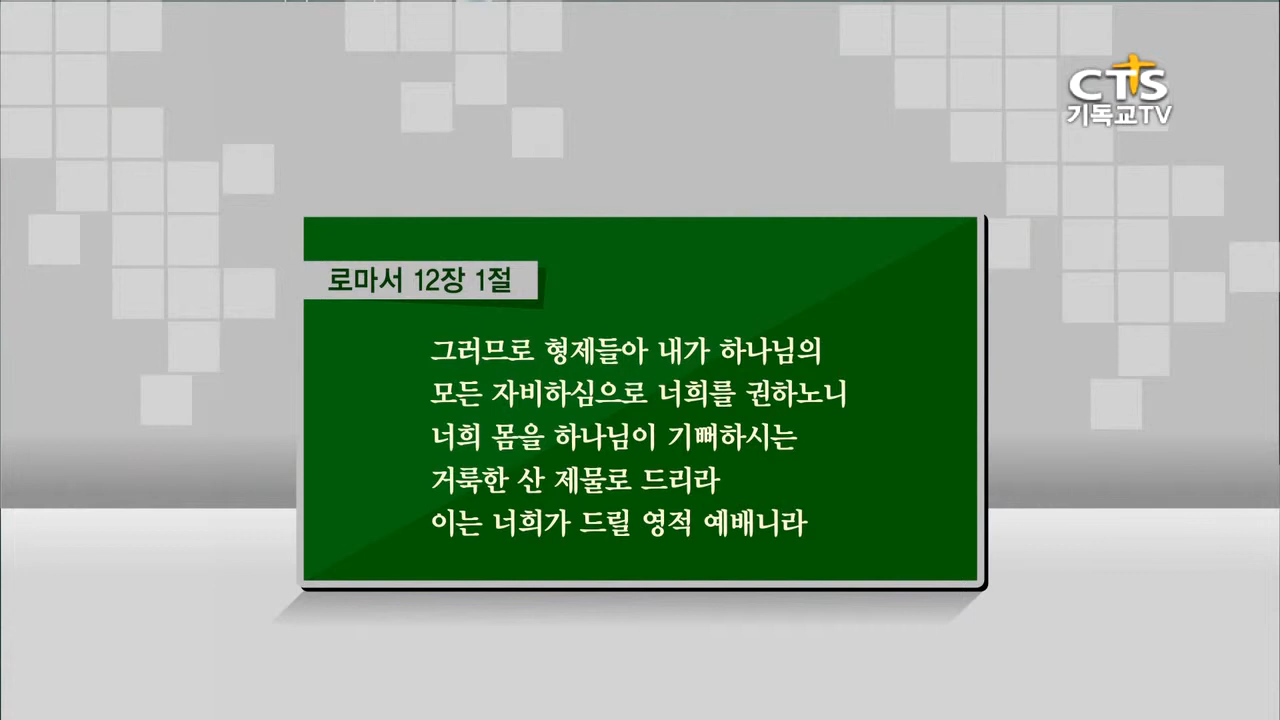 CTS
기독교TV
로마서 12장 1절
그러므로 형제들아 내가 하나님의
모든 자비하심으로 너희를 권하노니
너희 몸을 하나님이 기뻐하시는
거룩한 산 제물로 드리라
이는 너희가 드릴 영적 예배니라